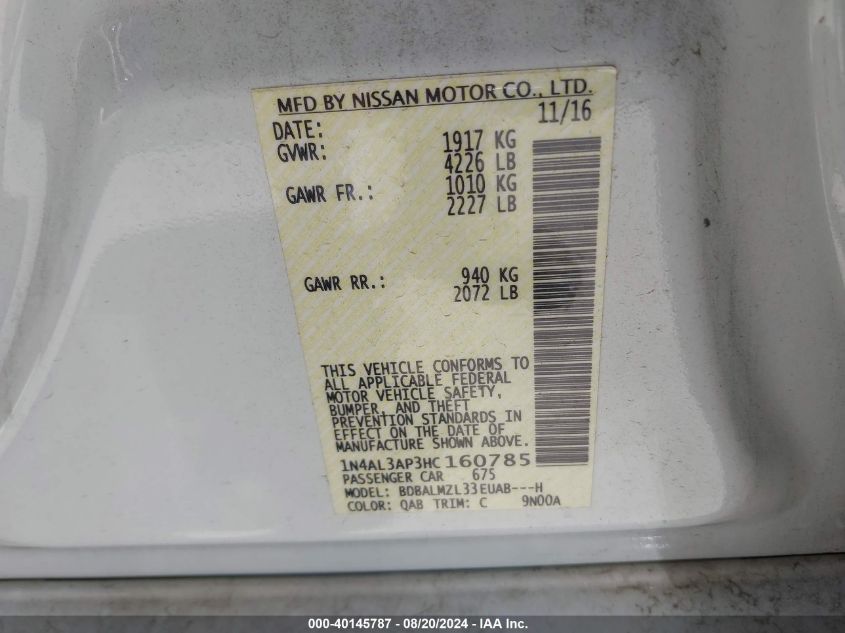 MFD BY NISSAN MOTOR CO., LTD.
DATE: 11/16
GVWR: 1917 KG
4226 LB
GAWR FR.: 1010 KG
2227 LB
GAWR RR.: 940 KG
2072 LB
THIS VEHICLE CONFORMS TO
ALL APPLICABLE FEDERAL
MOTOR VEHICLE SAFETY,
BUMPER, AND THEFT
PREVENTION STANDARDS IN
EFFECT ON THE DATE OF
MANUFACTURE SHOWN ABOVE.
1N4AL3AP3HC160785
PASSENGER CAR 675
MODEL: BDBALMZL33EUAB---H
COLOR: QAB TRIM: C 9N00A
000-40145787 - 08/20/2024 - IAA Inc.